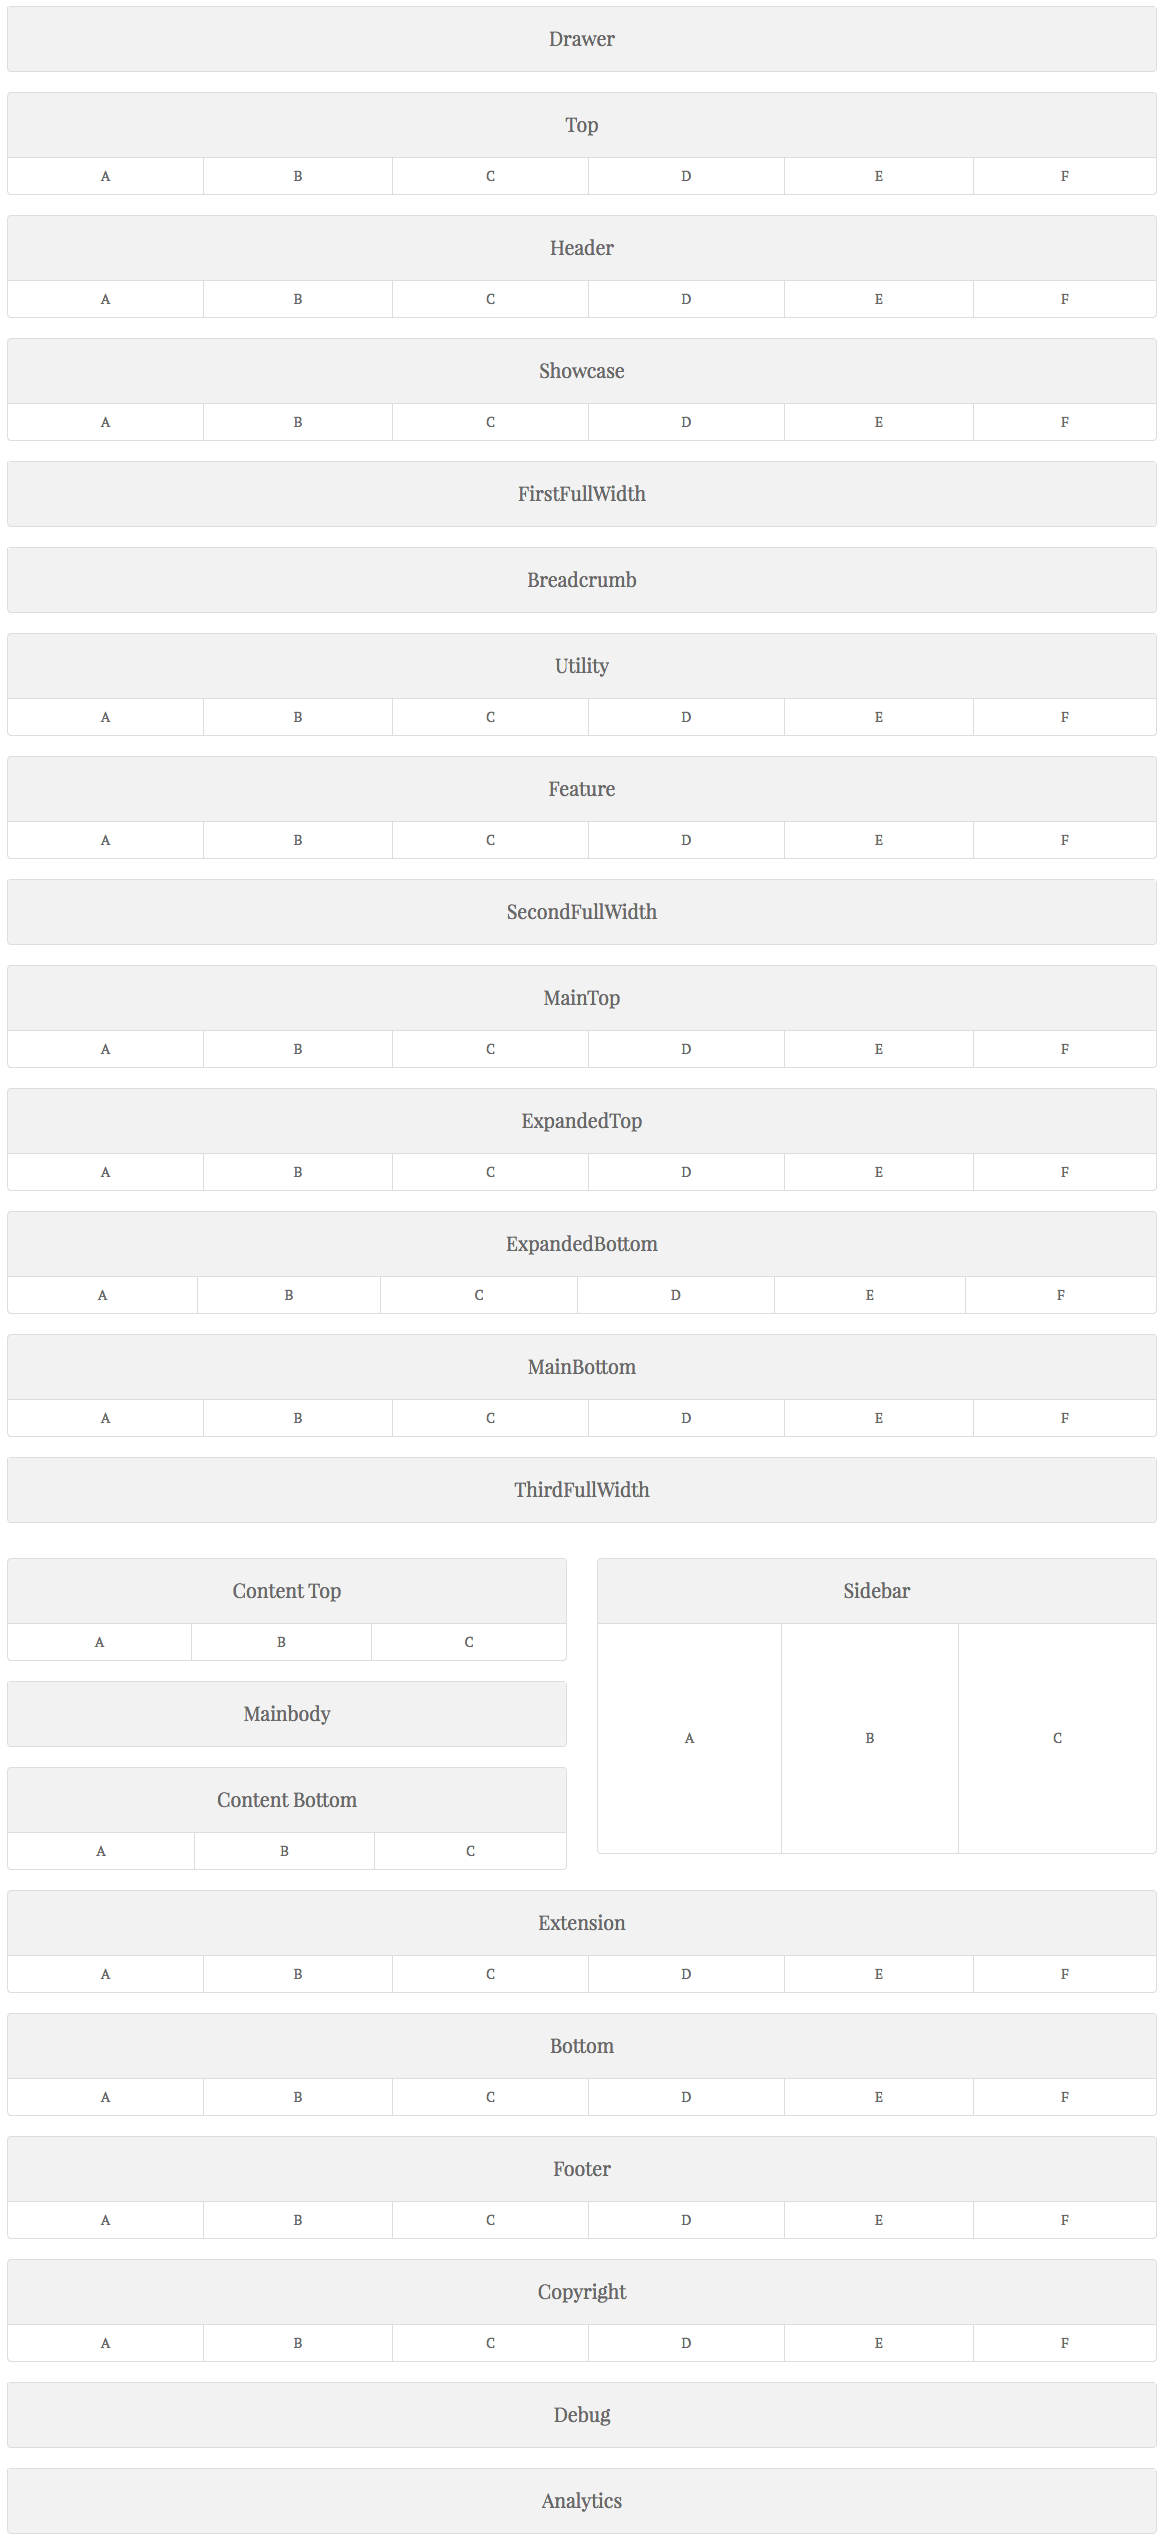 Drawer
Top
A B C D E F
Header
A B C D E F
Showcase
A B C D E F
FirstFullWidth
Breadcrumb
Utility
A B C D E F
Feature
A B C D E F
SecondFullWidth
MainTop
A B C D E F
ExpandedTop
A B C D E F
ExpandedBottom
A B C D E F
MainBottom
A B C D E F
ThirdFullWidth
Content Top
A B C
Mainbody
Content Bottom
A B C
Sidebar
A B C
Extension
A B C D E F
Bottom
A B C D E F
Footer
A B C D E F
Copyright
A B C D E F
Debug
Analytics